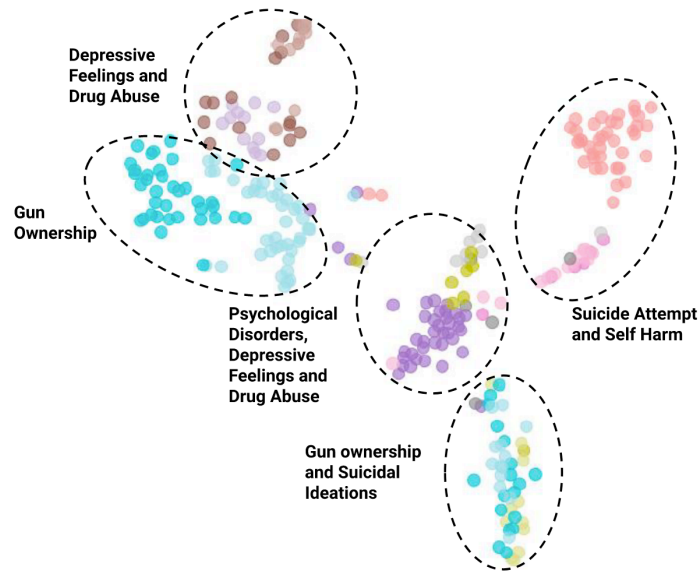 Depressive
Feelings and
Drug Abuse
Gun
Ownership
Psychological
Disorders,
Depressive
Feelings and
Drug Abuse
Suicide Attempt
and Self Harm
Gun ownership
and Suicidal
Ideations